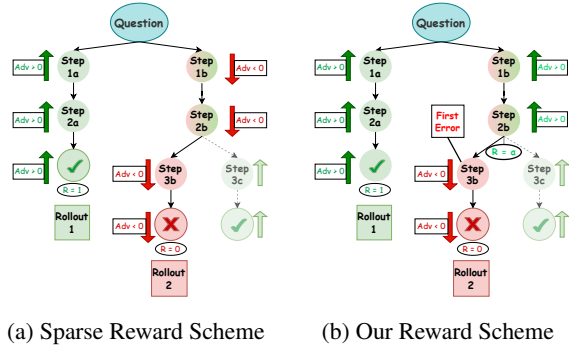 Question
Adv > 0
Step
1a
Step
1b
Adv < 0
Adv > 0
Step
2a
Step
2b
Adv < 0
Adv > 0
R = 1
Adv < 0
Step
3b
Step
3c
Rollout
1
Adv < 0
R = 0
Rollout
2
(a) Sparse Reward Scheme
Question
Adv > 0
Step
1a
Step
1b
Adv > 0
Adv > 0
Step
2a
First
Error
Step
2b
Adv > 0
R = α
Adv > 0
R = 1
Adv < 0
Step
3b
Step
3c
Rollout
1
Adv < 0
R = 0
Rollout
2
(b) Our Reward Scheme